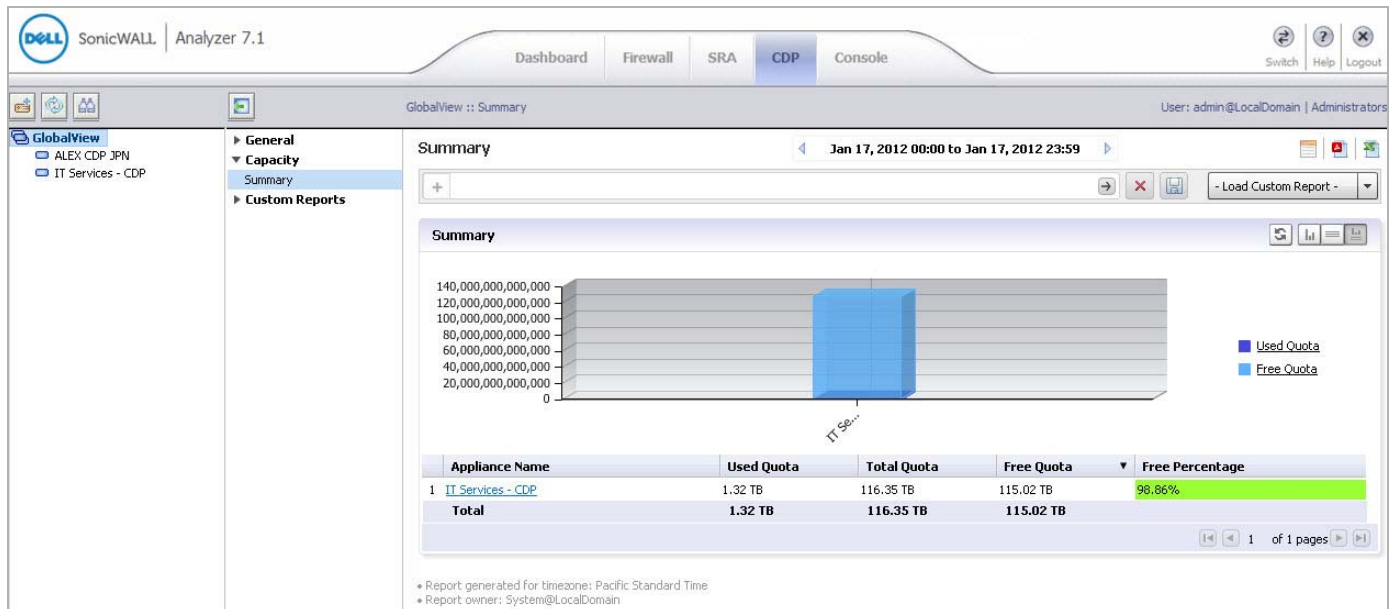 DELL SonicWALL | Analyzer 7.1
Dashboard Firewall SRA CDP Console
Switch Help Logout
GlobalView :: Summary
User: admin@LocalDomain | Administrators
GlobalView
ALEX CDP JPN
IT Services - CDP
General
Capacity
Summary
Custom Reports
Summary
Jan 17, 2012 00:00 to Jan 17, 2012 23:59
- Load Custom Report -
Summary
140,000,000,000,000
120,000,000,000,000
100,000,000,000,000
80,000,000,000,000
60,000,000,000,000
40,000,000,000,000
20,000,000,000,000
0
IT Se...
Used Quota
Free Quota
Appliance Name Used Quota Total Quota Free Quota Free Percentage
1 IT Services - CDP 1.32 TB 116.35 TB 115.02 TB 98.86%
Total 1.32 TB 116.35 TB 115.02 TB
1 of 1 pages
• Report generated for timezone: Pacific Standard Time
• Report owner: System@LocalDomain